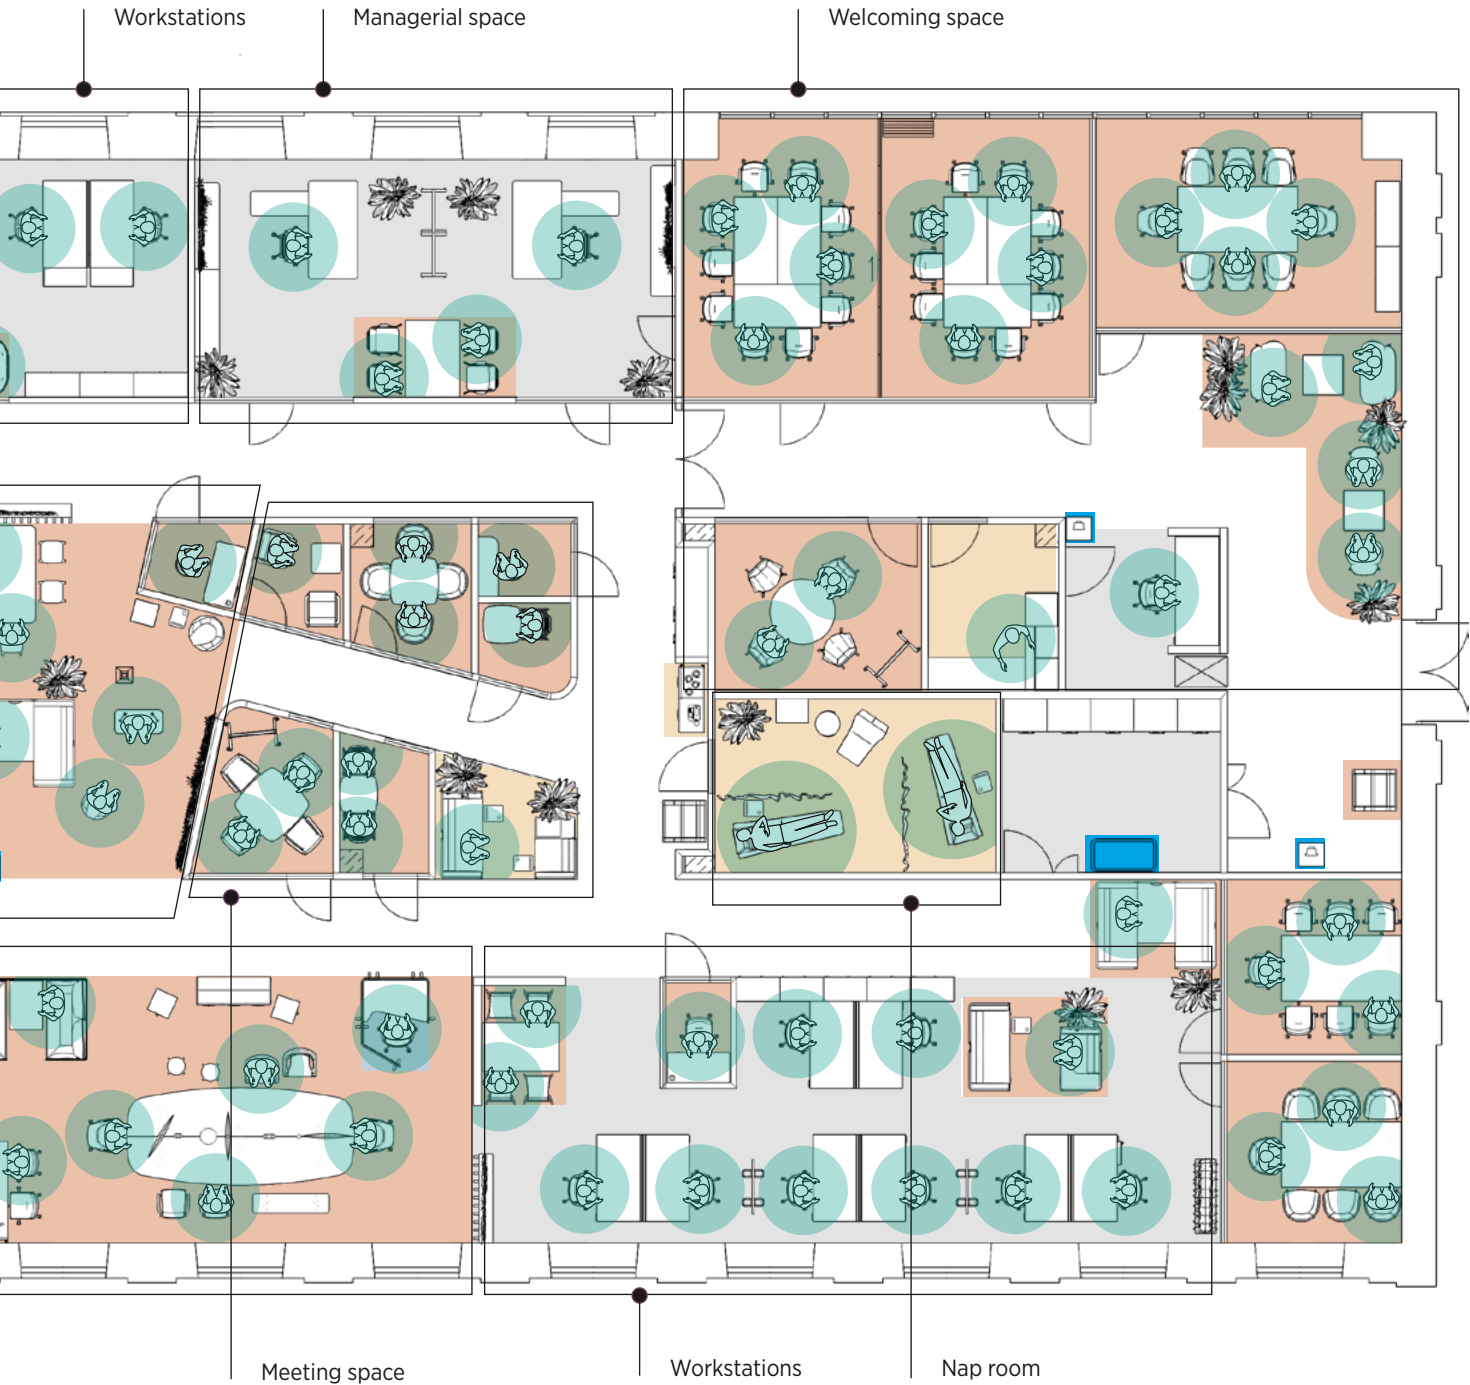 Workstations
Managerial space
Welcoming space
Meeting space
Workstations
Nap room